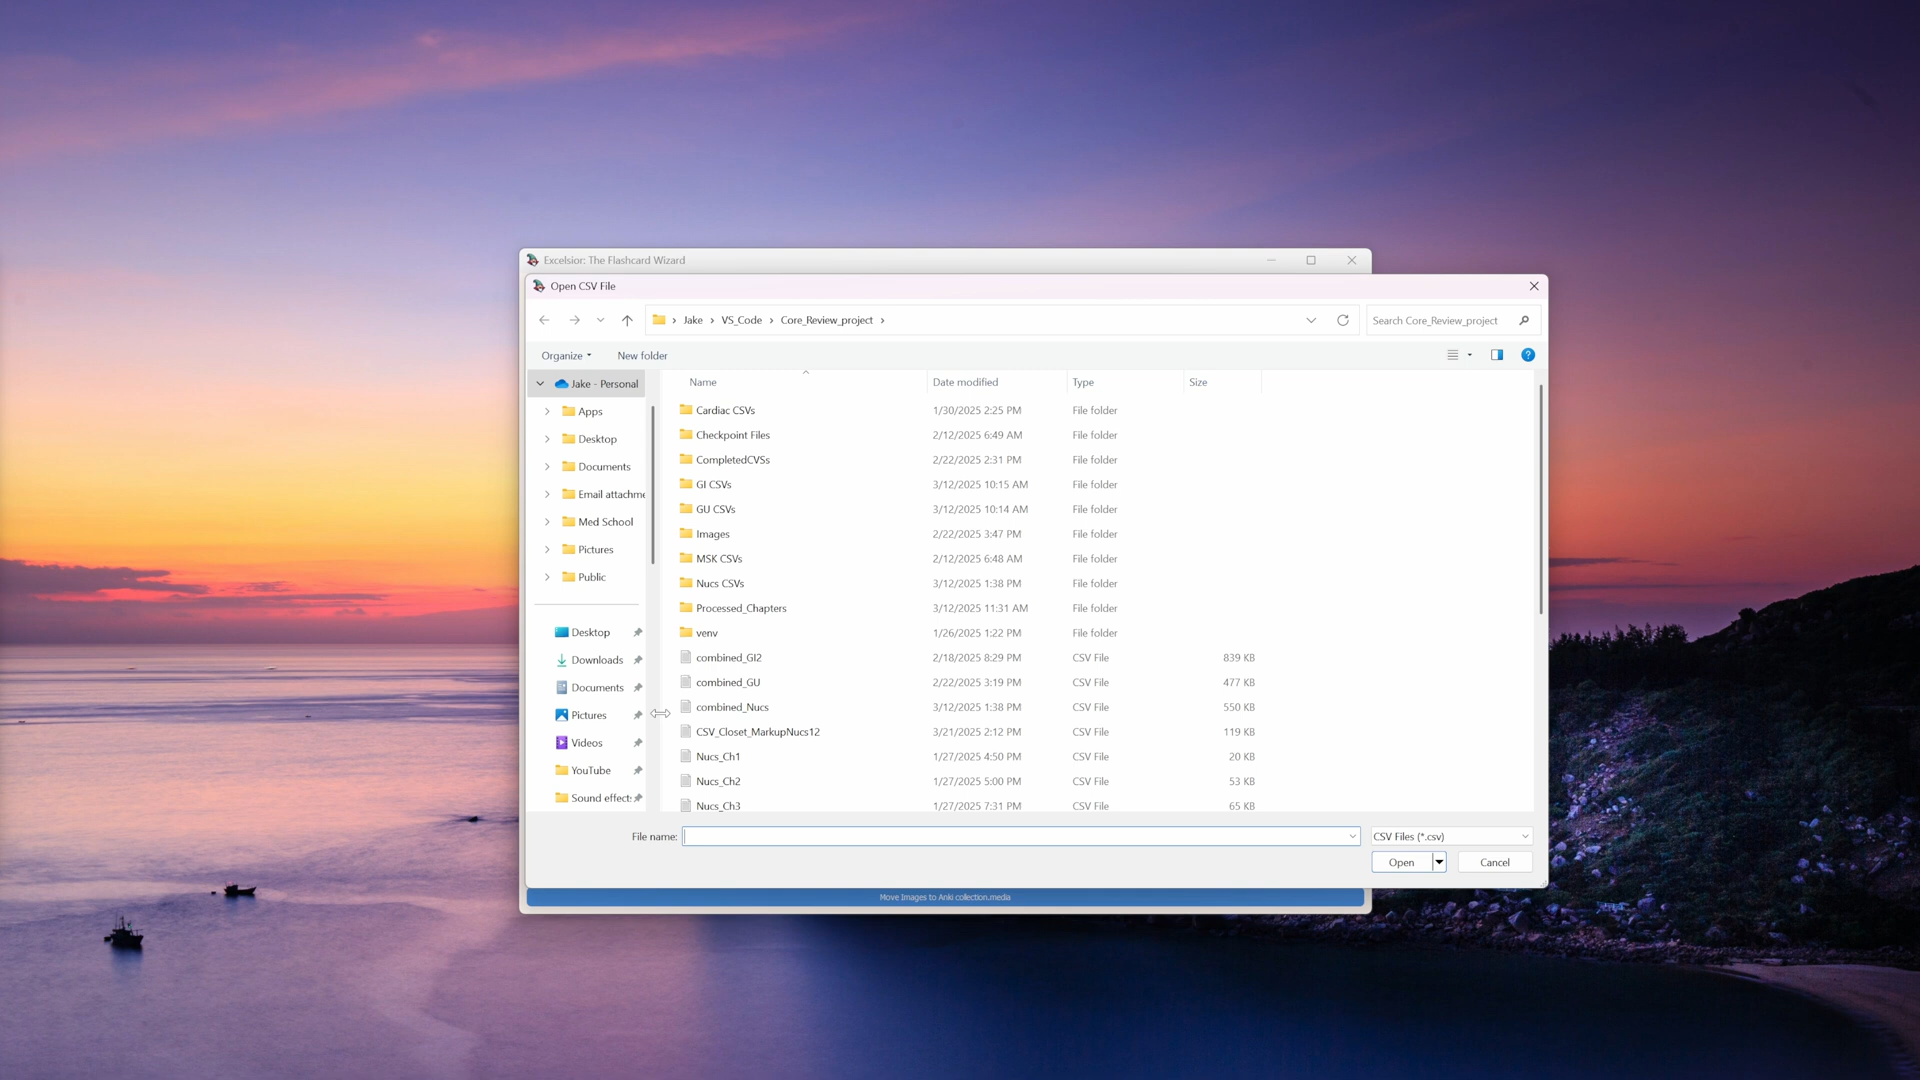 Excelsior: The Flashcard Wizard
Open CSV File
Jake VS_Code Core_Review_project
Search Core_Review_project
Organize New folder
Name Date modified Type Size
Jake - Personal
Apps
Desktop
Documents
Email attachme
Med School
Pictures
Public
Desktop
Downloads
Documents
Pictures
Videos
YouTube
Sound effect
Cardiac CSVs 1/30/2025 2:25 PM File folder
Checkpoint Files 2/12/2025 6:49 AM File folder
CompletedCVSs 2/22/2025 2:31 PM File folder
GI CSVs 3/12/2025 10:15 AM File folder
GU CSVs 3/12/2025 10:14 AM File folder
Images 2/22/2025 3:47 PM File folder
MSK CSVs 2/12/2025 6:48 AM File folder
Nucs CSVs 3/12/2025 1:38 PM File folder
Processed_Chapters 3/12/2025 11:31 AM File folder
venv 1/26/2025 1:22 PM File folder
combined_GI2 2/18/2025 8:29 PM CSV File 839 KB
combined_GU 2/22/2025 3:19 PM CSV File 477 KB
combined_Nucs 3/12/2025 1:38 PM CSV File 550 KB
CSV_Closet_MarkupNucs12 3/21/2025 2:12 PM CSV File 119 KB
Nucs_Ch1 1/27/2025 4:50 PM CSV File 20 KB
Nucs_Ch2 1/27/2025 5:00 PM CSV File 53 KB
Nucs_Ch3 1/27/2025 7:31 PM CSV File 65 KB
File name: CSV Files (*.csv)
Open Cancel
Move Images to Anki collection.media